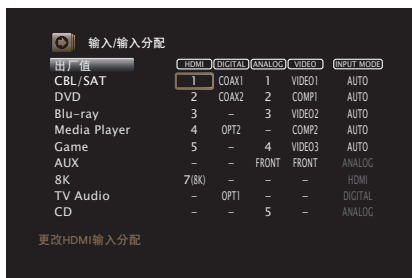 输入/输入分配
出厂值 HDMI DIGITAL ANALOG VIDEO INPUT MODE
CBL/SAT 1 COAX1 1 VIDEO1 AUTO
DVD 2 COAX2 2 COMP1 AUTO
Blu-ray 3 – 3 VIDEO2 AUTO
Media Player 4 OPT2 – COMP2 AUTO
Game 5 – 4 VIDEO3 AUTO
AUX – – FRONT FRONT ANALOG
8K 7(8K) – – – HDMI
TV Audio – OPT1 – – DIGITAL
CD – – 5 – ANALOG
更改HDMI输入分配